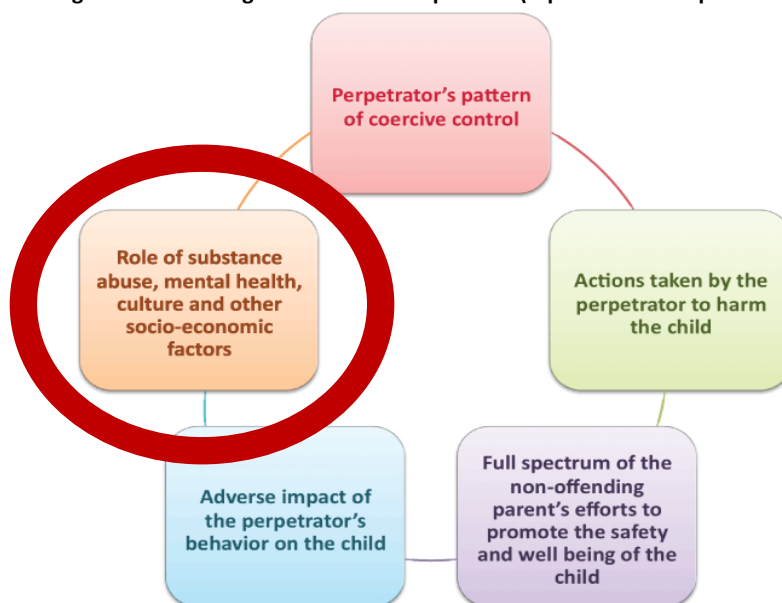 Perpetrator's pattern
of coercive control
Role of substance
abuse, mental health,
culture and other
socio-economic
factors
Actions taken by the
perpetrator to harm
the child
Adverse impact of
the perpetrator's
behavior on the child
Full spectrum of the
non-offending
parent's efforts to
promote the safety
and well being of the
child